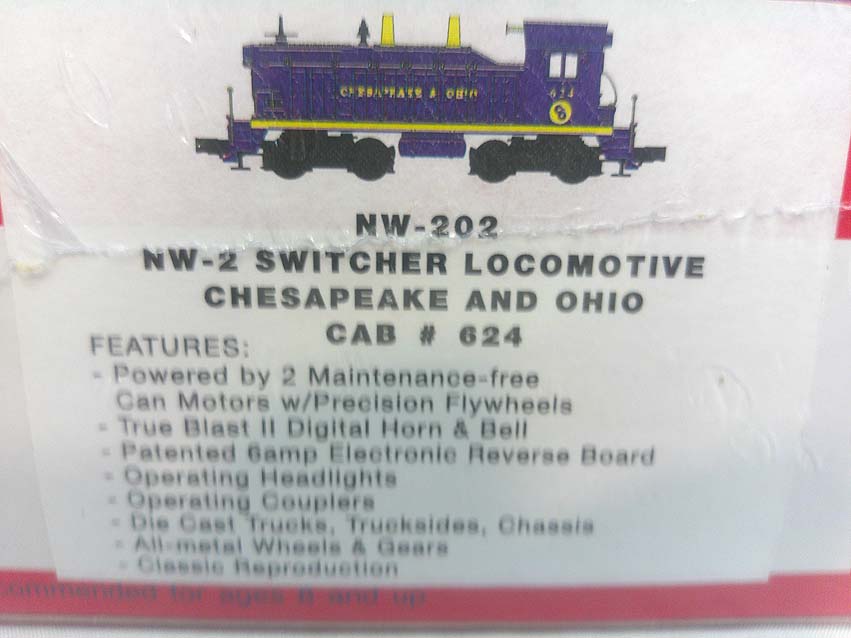 CHESAPEAKE & OHIO
624
NW-202
NW-2 SWITCHER LOCOMOTIVE
CHESAPEAKE AND OHIO
CAB # 624
FEATURES:
- Powered by 2 Maintenance-free
Can Motors w/Precision Flywheels
- True Blast II Digital Horn & Bell
- Patented 6amp Electronic Reverse Board
- Operating Headlights
- Operating Couplers
- Die Cast Trucks, Trucksides, Chassis
- All-metal Wheels & Gears
- Classic Reproduction
commended for ages 8 and up